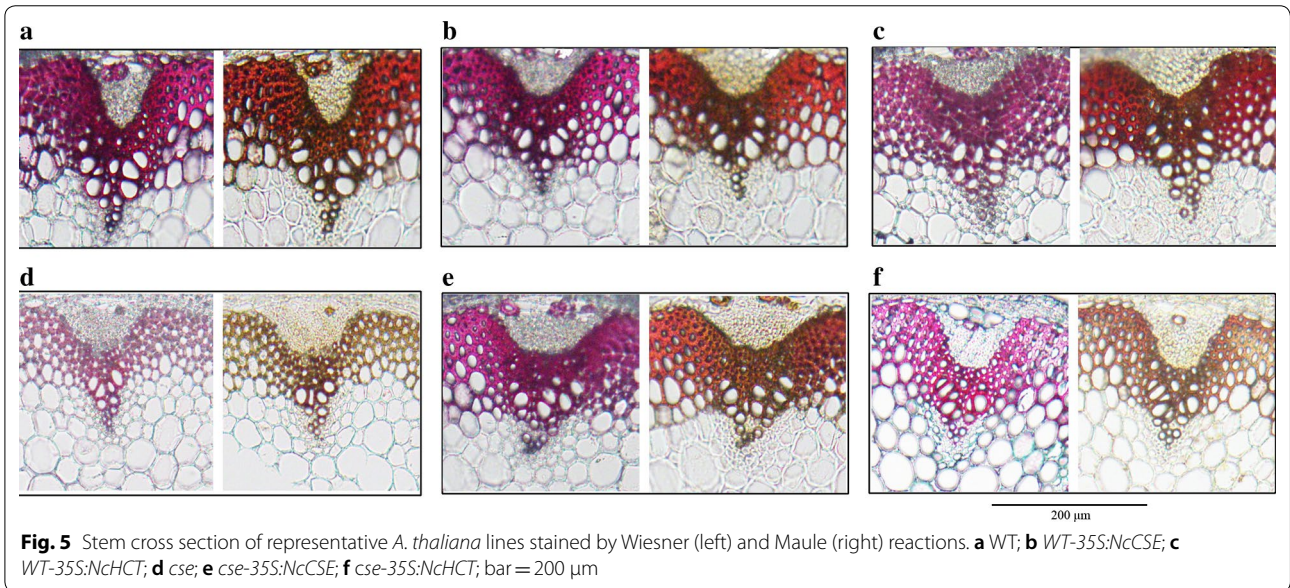 a
b
c
d
e
f
200 µm
Fig. 5 Stem cross section of representative A. thaliana lines stained by Wiesner (left) and Maule (right) reactions. a WT; b WT-35S:NcCSE; c
WT-35S:NcHCT; d cse; e cse-35S:NcCSE; f cse-35S:NcHCT; bar = 200 µm